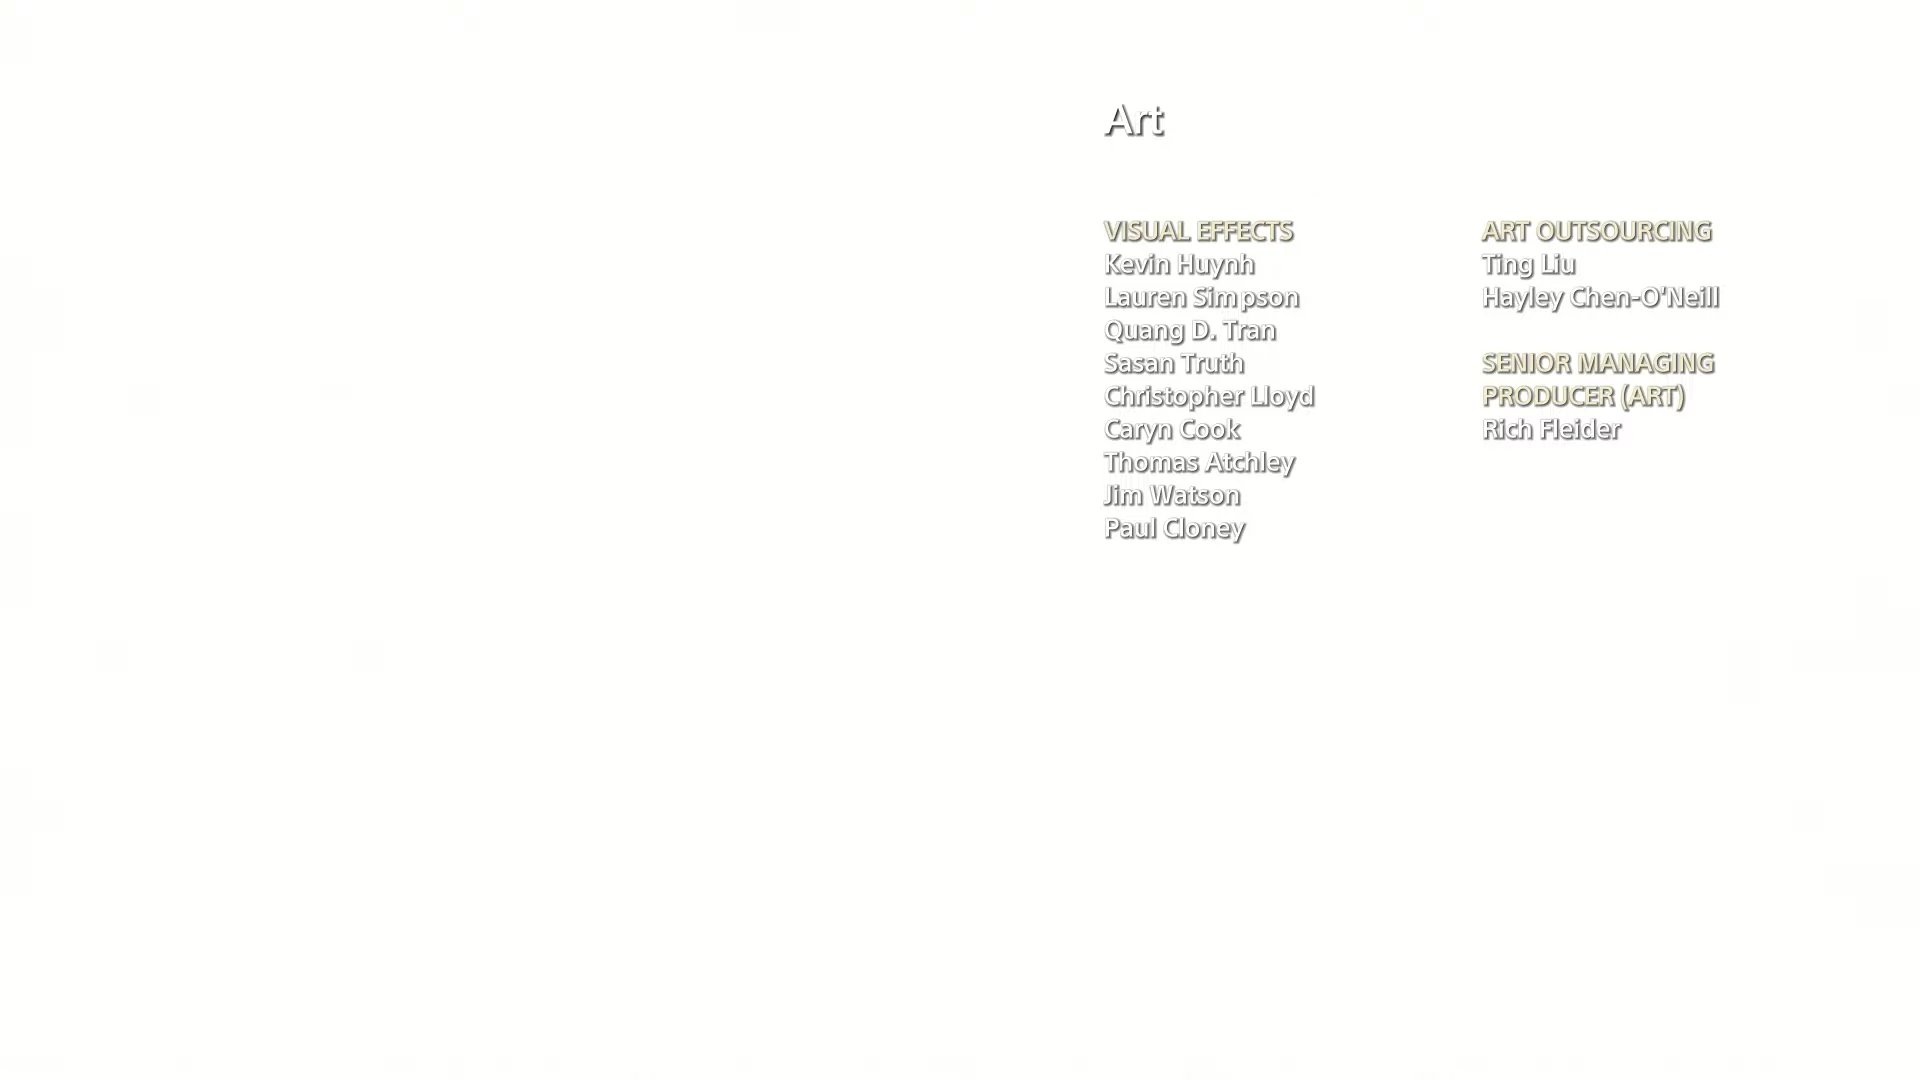 Art
VISUAL EFFECTS
Kevin Huynh
Lauren Simpson
Quang D. Tran
Sasan Truth
Christopher Lloyd
Caryn Cook
Thomas Atchley
Jim Watson
Paul Cloney
ART OUTSOURCING
Ting Liu
Hayley Chen-O'Neill
SENIOR MANAGING
PRODUCER (ART)
Rich Fleider